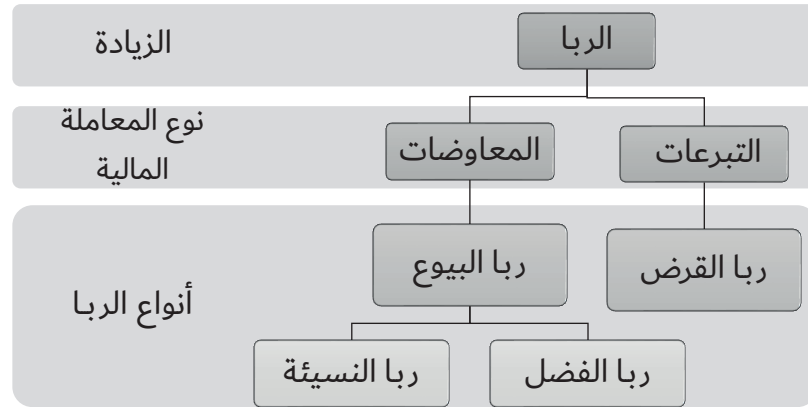 الربا
الزيادة
التبرعات
المعاوضات
نوع المعاملة
المالية
ربا القرض
ربا البيوع
أنواع الربا
ربا الفضل
ربا النسيئة